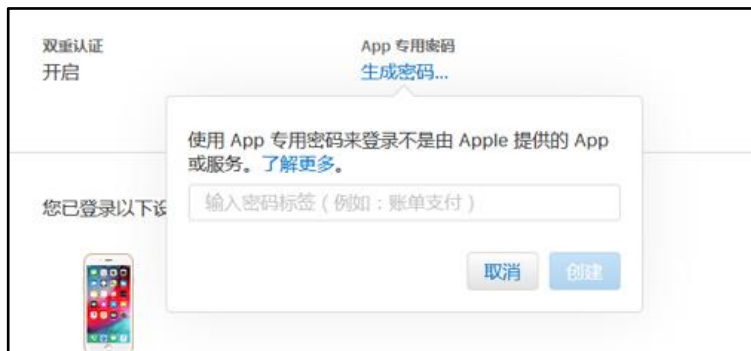 双重认证
App 专用密码
开启
生成密码...
使用 App 专用密码来登录不是由 Apple 提供的 App
或服务。了解更多。
您已登录以下设
输入密码标签（例如：账单支付）
取消
创建